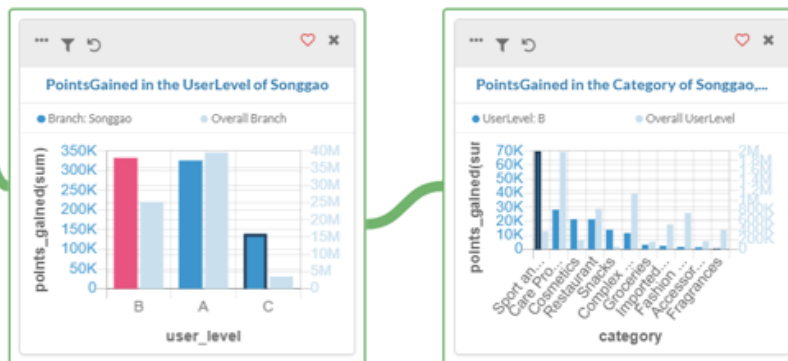 PointsGained in the UserLevel of Songgao
Branch: Songgao
Overall Branch
points_gained(sum)
350K
300K
250K
200K
150K
100K
50K
0
40M
35M
30M
25M
20M
15M
10M
5M
0
B
A
C
user_level
PointsGained in the Category of Songgao,...
UserLevel: B
Overall UserLevel
points_gained(sur
70K
60K
50K
40K
30K
20K
10K
0
2M
0
Sport an...
Care Pro...
Cosmetics
Restaurant
Snacks
Complex ...
Groceries
Imported...
Fashion ...
Accessor...
Fragrances
category